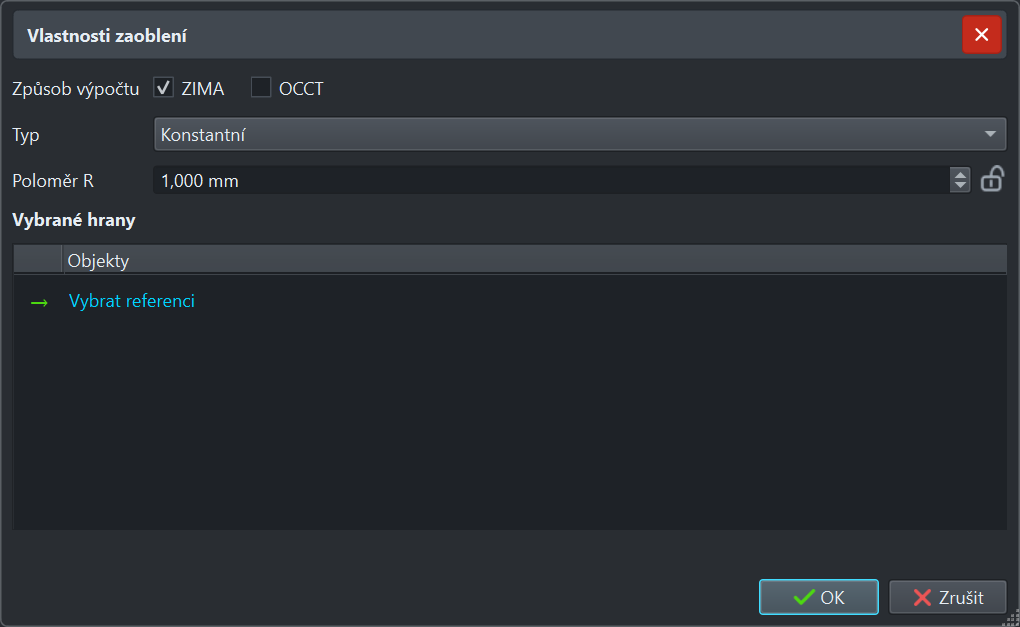 Vlastnosti zaoblení
Způsob výpočtu ZIMA OCCT
Typ Konstantní
Poloměr R 1,000 mm
Vybrané hrany
Objekty
Vybrat referenci
OK Zrušit